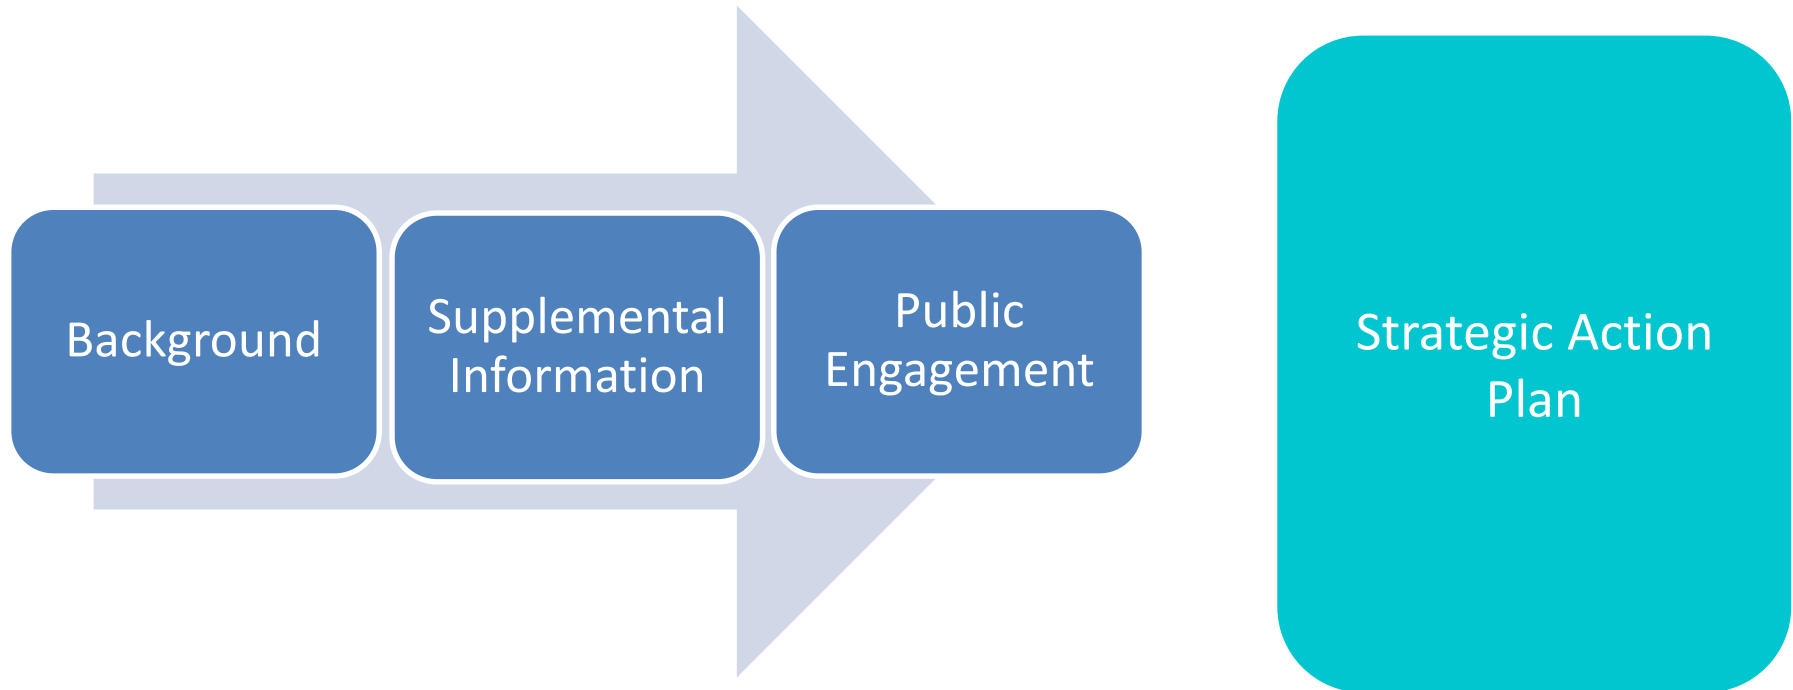 Background
Supplemental
Information
Public
Engagement
Strategic Action
Plan